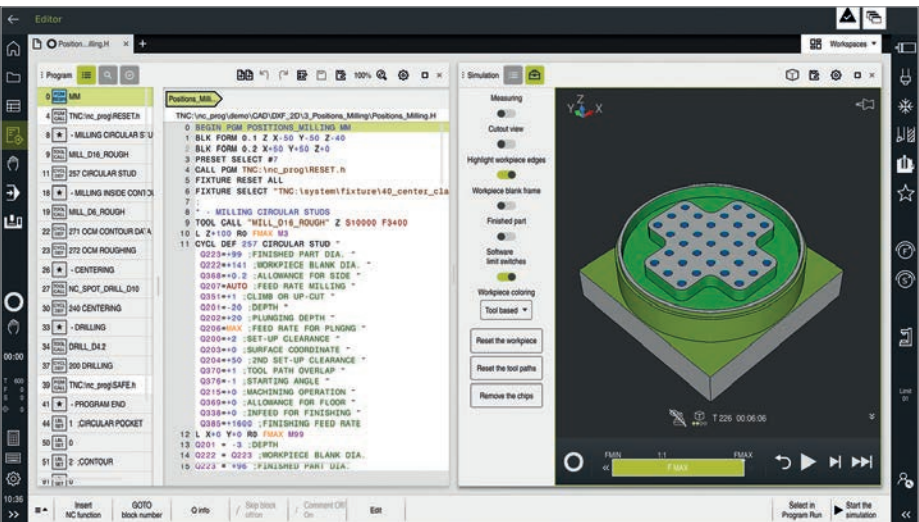 Editor
Position...illing.H × +
Workspaces
Program
100%
Simulation
0 MM
4 TNC:\nc_prog\RESET.h
8 - MILLING CIRCULAR S
9 MILL_D16_ROUGH
11 257 CIRCULAR STUD
18 - MILLING INSIDE CONTOU
19 MILL_D6_ROUGH
22 271 OCM CONTOUR DATA
23 272 OCM ROUGHING
26 - CENTERING
27 NC_SPOT_DRILL_D10
30 240 CENTERING
33 - DRILLING
34 DRILL_D4.2
37 200 DRILLING
39 TNC:\nc_prog\SAFE.h
41 - PROGRAM END
44 1 :CIRCULAR POCKET
50 0
51 2 :CONTOUR
Positions_Milli...
TNC:\nc_prog\demo\CAD\DXF_2D\3_Positions_Milling\Positions_Milling.H
0 BEGIN PGM POSITIONS_MILLING MM
1 BLK FORM 0.1 Z X-50 Y-50 Z-40
2 BLK FORM 0.2 X+50 Y+50 Z+0
3 PRESET SELECT #7
4 CALL PGM TNC:\nc_prog\RESET.h
5 FIXTURE RESET ALL
6 FIXTURE SELECT "TNC:\system\fixture\40_center_cla
7 ;
8 * - MILLING CIRCULAR STUDS
9 TOOL CALL "MILL_D16_ROUGH" Z S10000 F3400
10 L Z+100 R0 FMAX M3
11 CYCL DEF 257 CIRCULAR STUD ~
Q223=+99 ;FINISHED PART DIA. ~
Q222=+141 ;WORKPIECE BLANK DIA. ~
Q368=+0.2 ;ALLOWANCE FOR SIDE ~
Q207=AUTO ;FEED RATE MILLING ~
Q351=+1 ;CLIMB OR UP-CUT ~
Q201=-20 ;DEPTH ~
Q202=+20 ;PLUNGING DEPTH ~
Q206=MAX ;FEED RATE FOR PLNGNG ~
Q200=+2 ;SET-UP CLEARANCE ~
Q203=+0 ;SURFACE COORDINATE ~
Q204=+50 ;2ND SET-UP CLEARANCE ~
Q370=+1 ;TOOL PATH OVERLAP ~
Q376=-1 ;STARTING ANGLE ~
Q215=+0 ;MACHINING OPERATION ~
Q369=+0 ;ALLOWANCE FOR FLOOR ~
Q338=+0 ;INFEED FOR FINISHING ~
Q385=+1600 ;FINISHING FEED RATE
12 L X+0 Y+0 R0 FMAX M99
13 Q201 = -3 ;DEPTH
14 Q222 = Q223 ;WORKPIECE BLANK DIA.
15 Q223 = +96 ;FINISHED PART DIA.
Measuring
Cutout view
Highlight workpiece edges
Workpiece blank frame
Finished part
Software
limit switches
Workpiece coloring
Tool based
Reset the workpiece
Reset the tool paths
Remove the chips
Z
Y X
T 226 00:06:06
FMIN 1:1 FMAX
F MAX
00:00
10:36
Insert
NC function
GOTO
block number
Q info
/ Skip block
off/on
; Comment Off/
On
Edit
Select in
Program Run
Start the
simulation